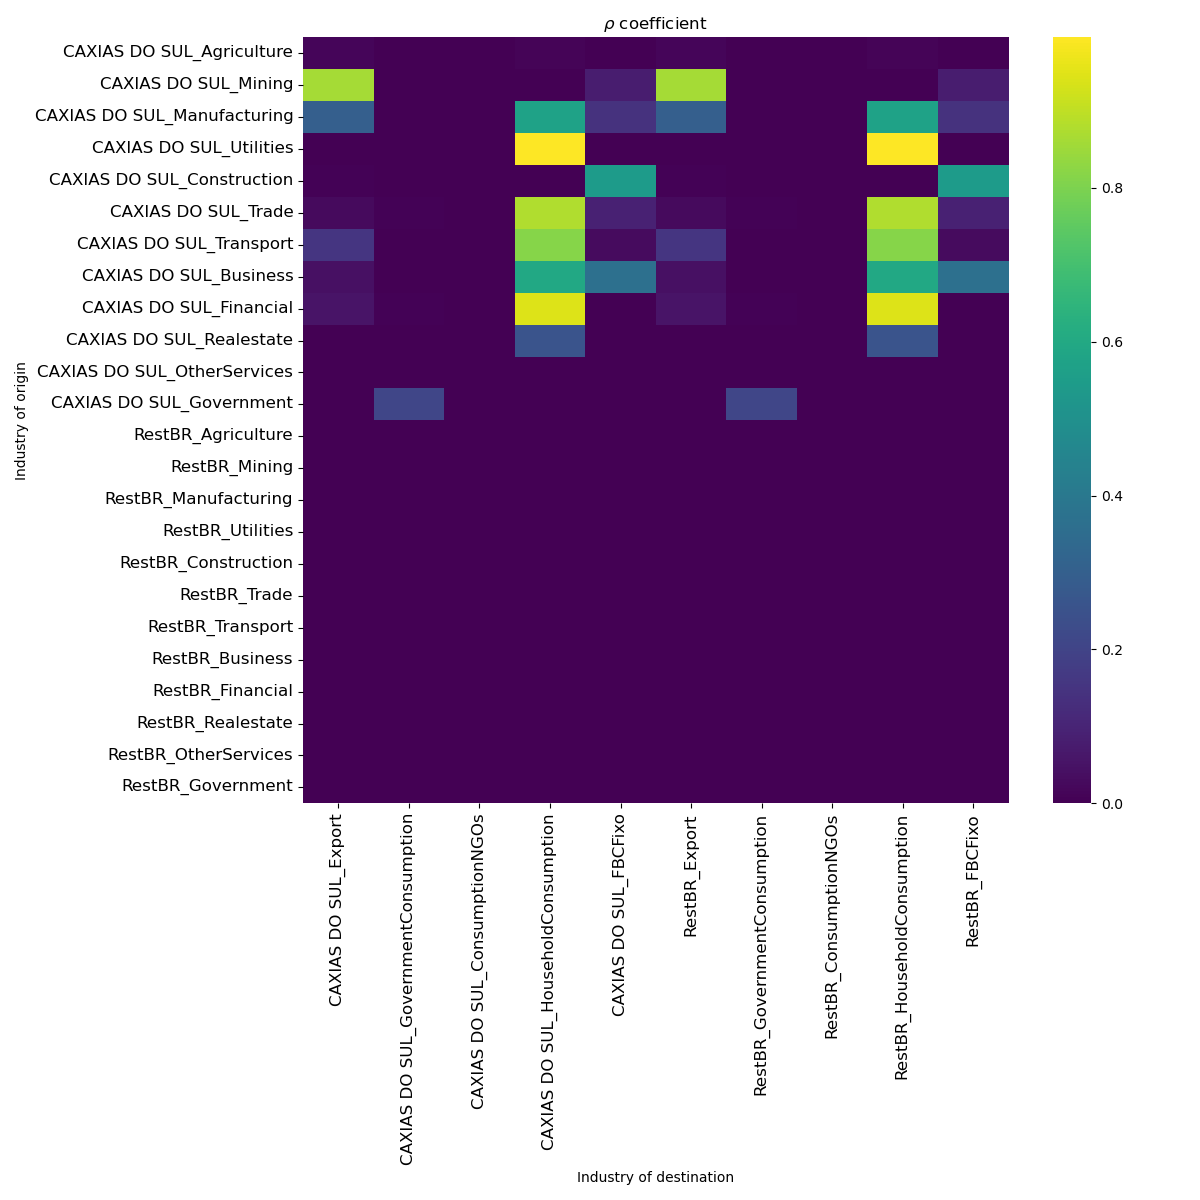 ρ coefficient
CAXIAS DO SUL_Agriculture
CAXIAS DO SUL_Mining
CAXIAS DO SUL_Manufacturing
CAXIAS DO SUL_Utilities
CAXIAS DO SUL_Construction
CAXIAS DO SUL_Trade
CAXIAS DO SUL_Transport
CAXIAS DO SUL_Business
CAXIAS DO SUL_Financial
CAXIAS DO SUL_Realestate
CAXIAS DO SUL_OtherServices
CAXIAS DO SUL_Government
RestBR_Agriculture
RestBR_Mining
RestBR_Manufacturing
RestBR_Utilities
RestBR_Construction
RestBR_Trade
RestBR_Transport
RestBR_Business
RestBR_Financial
RestBR_Realestate
RestBR_OtherServices
RestBR_Government
Industry of origin
CAXIAS DO SUL_Export
CAXIAS DO SUL_GovernmentConsumption
CAXIAS DO SUL_ConsumptionNGOs
CAXIAS DO SUL_HouseholdConsumption
CAXIAS DO SUL_FBCFixo
RestBR_Export
RestBR_GovernmentConsumption
RestBR_ConsumptionNGOs
RestBR_HouseholdConsumption
RestBR_FBCFixo
Industry of destination
0.8
0.6
0.4
0.2
0.0